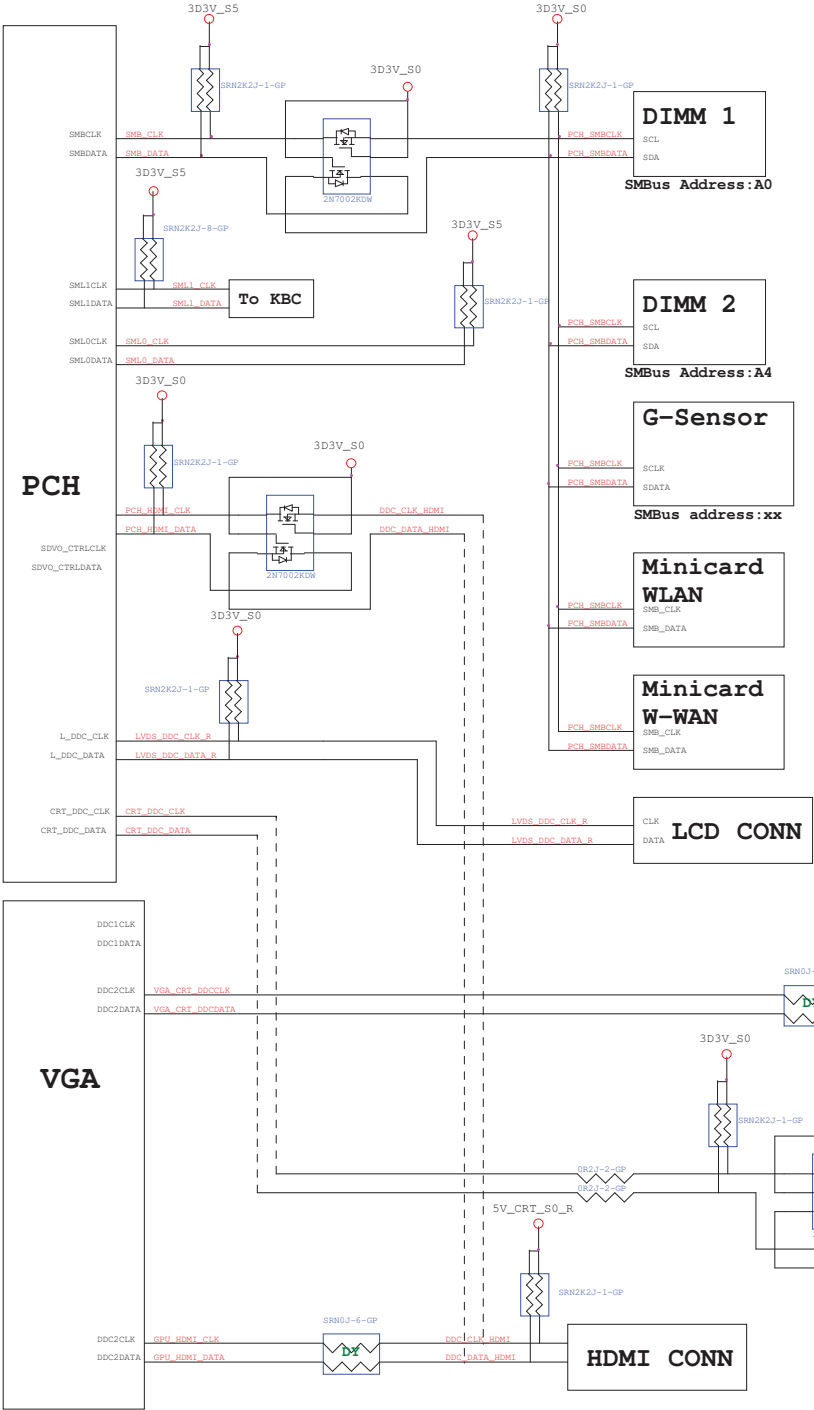 3D3V_S5
3D3V_S0
3D3V_S0
SRN2K2J-1-GP
SRN2K2J-1-GP
DIMM 1
SMBCLK
SMB_CLK
PCH_SMBCLK
SCL
SMBDATA
SMB_DATA
PCH_SMBDATA
SDA
3D3V_S5
SMBus Address:A0
2N7002KDW
SRN2K2J-8-GP
3D3V_S5
SML1CLK
SML1_CLK
SML1DATA
SML1_DATA
To KBC
SRN2K2J-1-GP
DIMM 2
PCH_SMBCLK
SCL
SML0CLK
SML0_CLK
PCH_SMBDATA
SDA
SML0DATA
SML0_DATA
SMBus Address:A4
3D3V_S0
G-Sensor
3D3V_S0
SRN2K2J-1-GP
PCH_SMBCLK
SCLK
PCH_SMBDATA
SDATA
PCH
SMBus address:xx
PCH_HDMI_CLK
DDC_CLK_HDMI
PCH_HDMI_DATA
DDC_DATA_HDMI
SDVO_CTRLCLK
SDVO_CTRLDATA
2N7002KDW
Minicard
WLAN
PCH_SMBCLK
SMB_CLK
PCH_SMBDATA
SMB_DATA
3D3V_S0
SRN2K2J-1-GP
Minicard
W-WAN
PCH_SMBCLK
SMB_CLK
PCH_SMBDATA
SMB_DATA
L_DDC_CLK
LVDS_DDC_CLK_R
L_DDC_DATA
LVDS_DDC_DATA_R
CRT_DDC_CLK
CRT_DDC_CLK
CRT_DDC_DATA
CRT_DDC_DATA
LVDS_DDC_CLK_R
CLK
LVDS_DDC_DATA_R
DATA
LCD CONN
DDC1CLK
DDC1DATA
SRN0J-
DDC2CLK
VGA_CRT_DDCCLK
DDC2DATA
VGA_CRT_DDCDATA
D
3D3V_S0
VGA
SRN2K2J-1-GP
0R2J-2-GP
0R2J-2-GP
5V_CRT_S0_R
SRN2K2J-1-GP
SRN0J-6-GP
DDC2CLK
GPU_HDMI_CLK
DDC_CLK_HDMI
DY
DDC2DATA
GPU_HDMI_DATA
DDC_DATA_HDMI
HDMI CONN